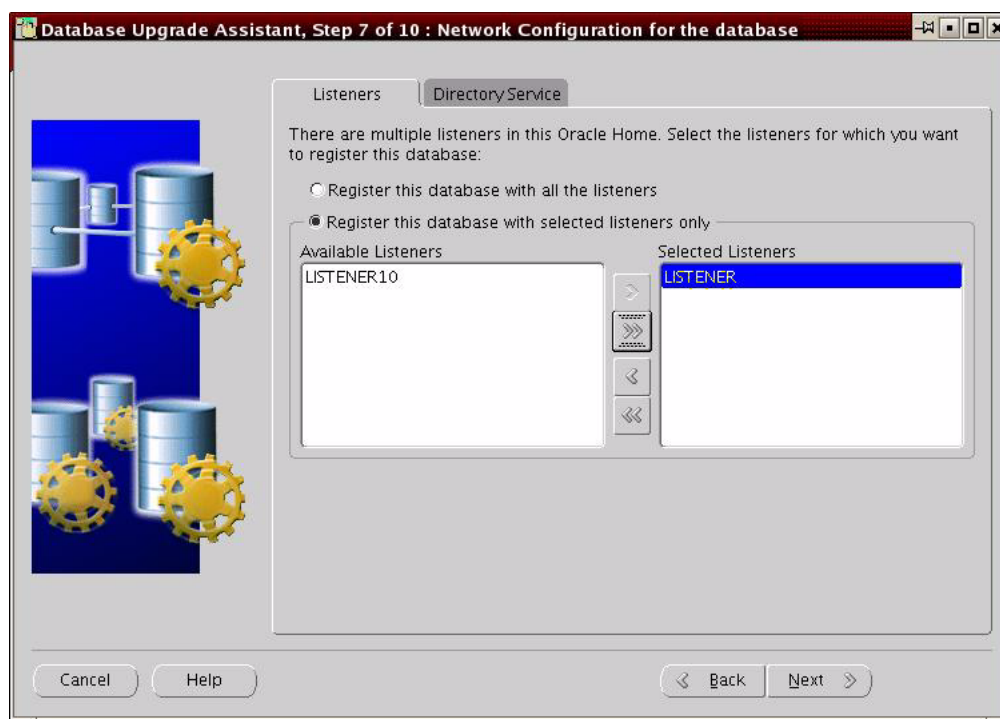 Database Upgrade Assistant, Step 7 of 10 : Network Configuration for the database
Listeners
Directory Service
There are multiple listeners in this Oracle Home. Select the listeners for which you want
to register this database:
Register this database with all the listeners
Register this database with selected listeners only
Available Listeners
Selected Listeners
LISTENER10
LISTENER
Cancel
Help
Back
Next